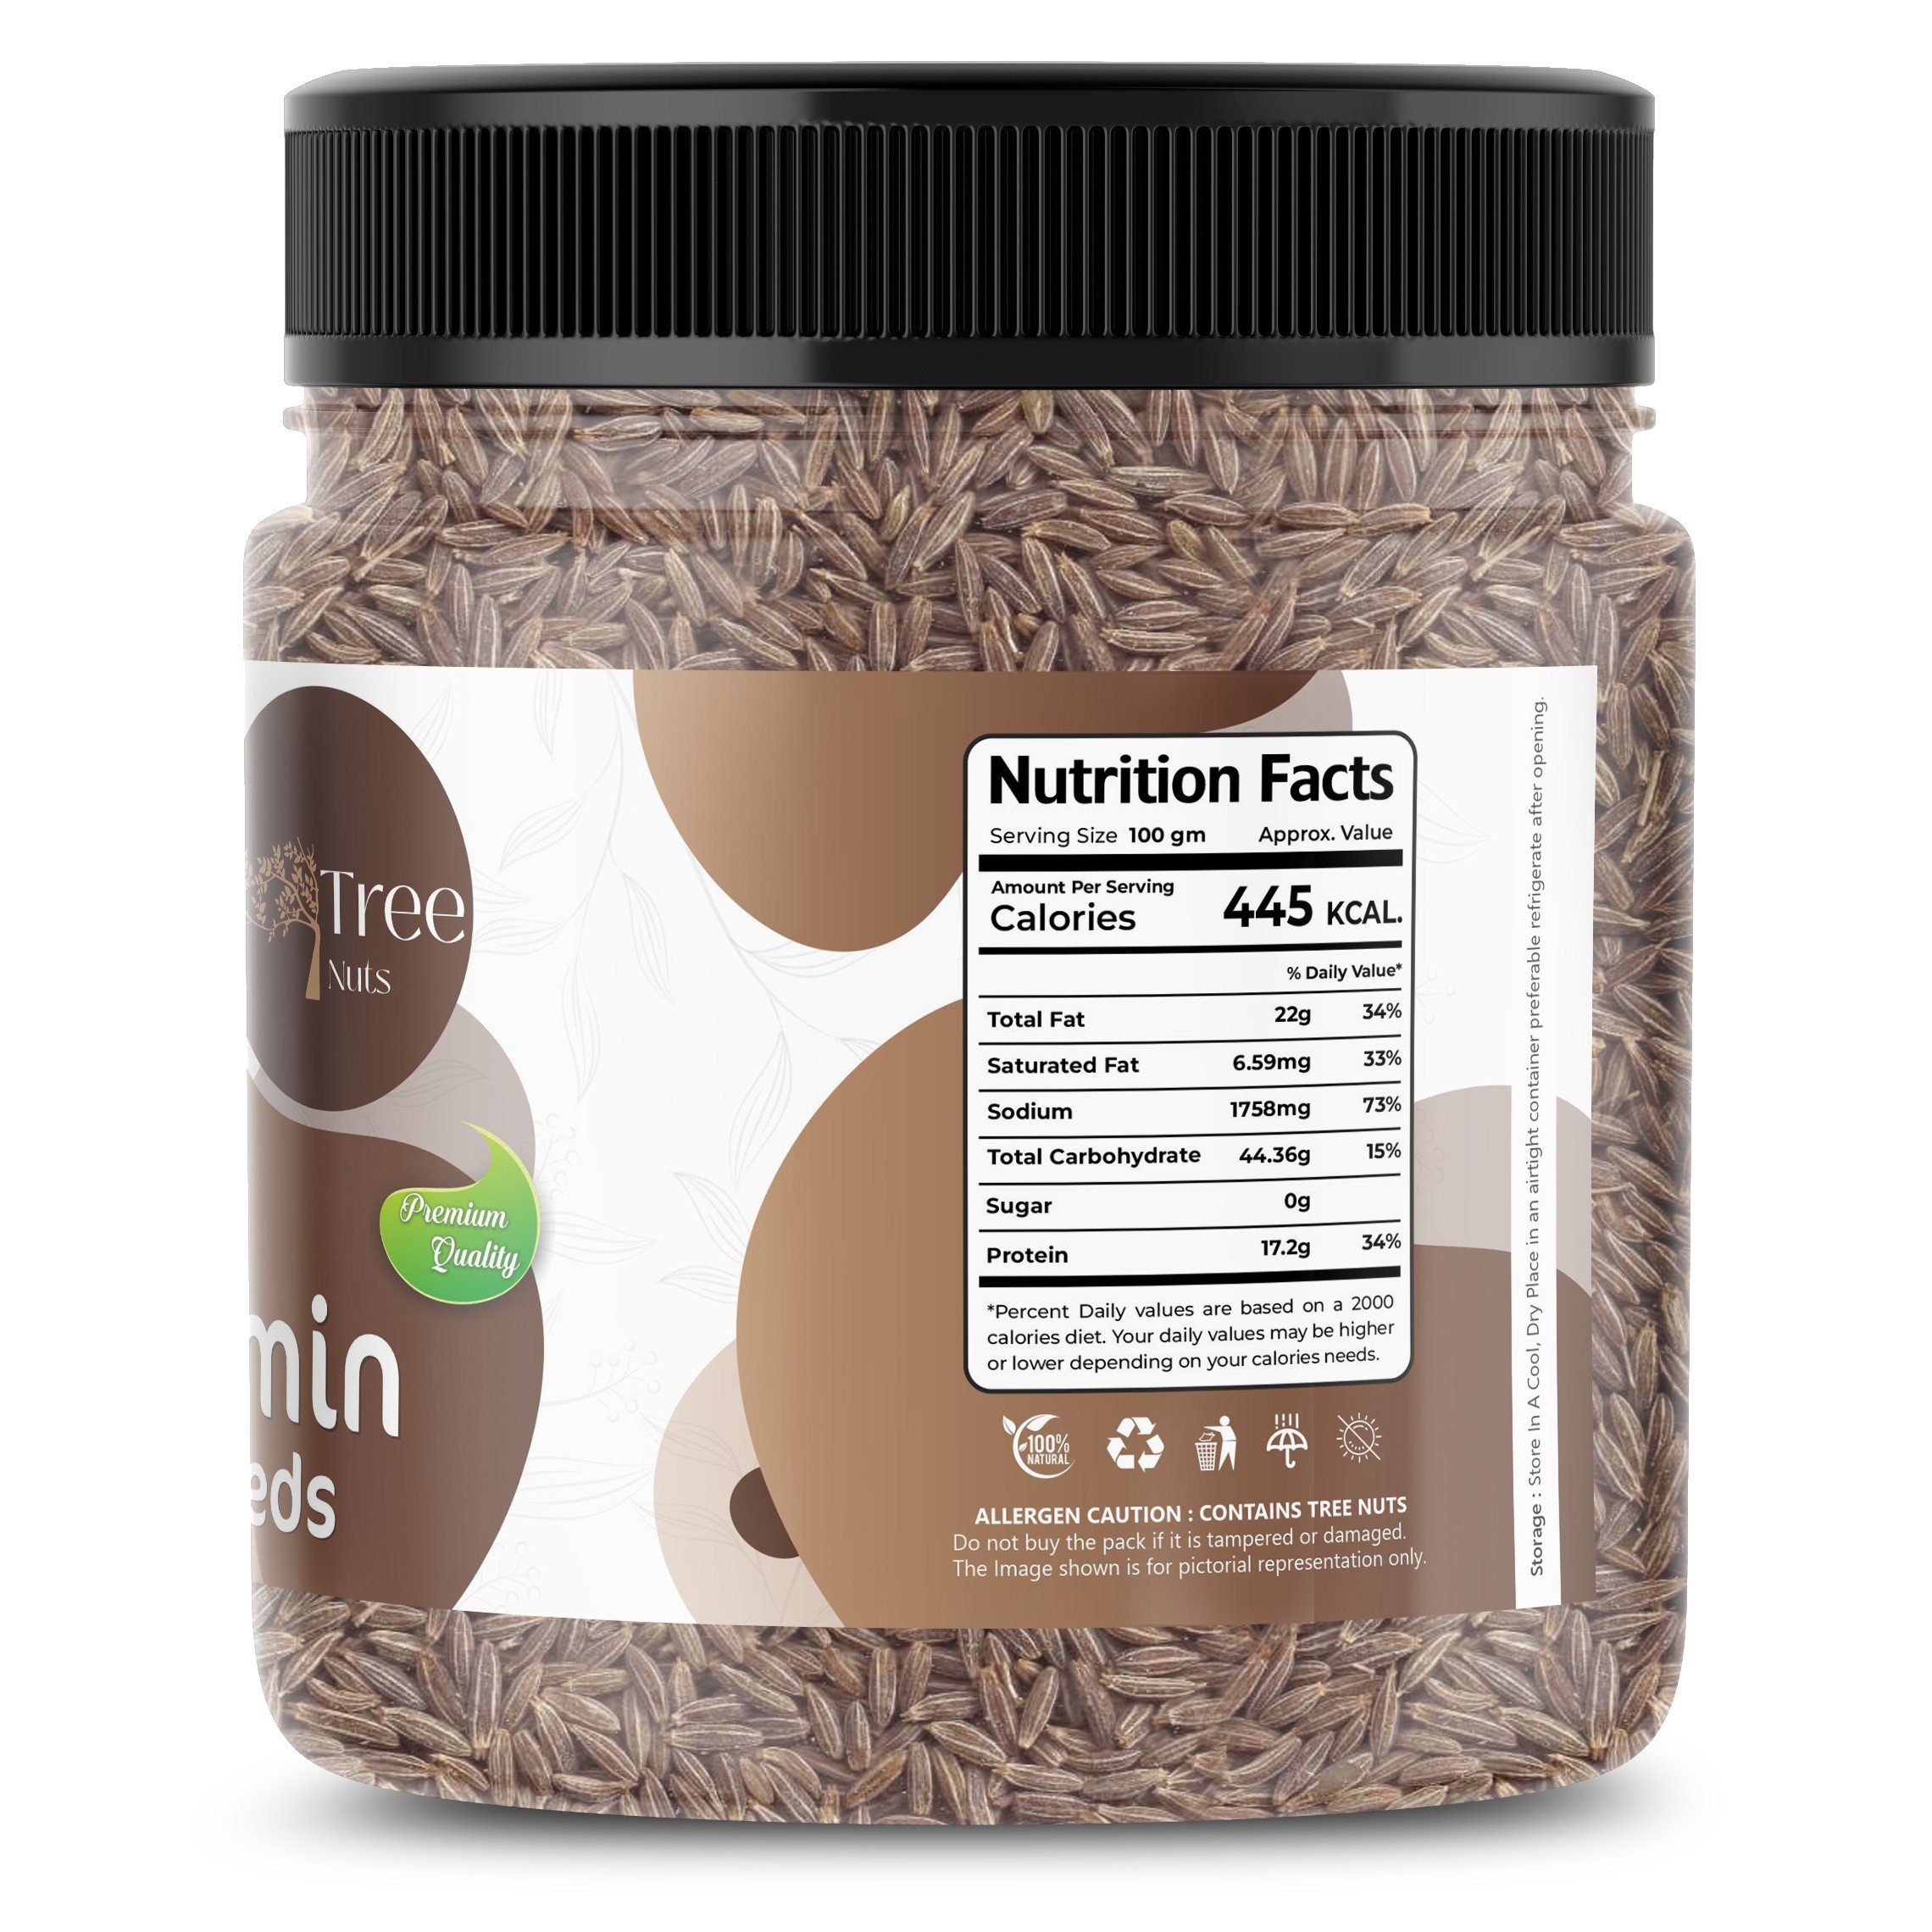 Tree
Nuts
Premium
Quality
min
eds
Nutrition Facts
Serving Size 100 gm Approx. Value
Amount Per Serving
Calories 445 KCAL.
% Daily Value*
Total Fat 22g 34%
Saturated Fat 6.59mg 33%
Sodium 1758mg 73%
Total Carbohydrate 44.36g 15%
Sugar 0g
Protein 17.2g 34%
*Percent Daily values are based on a 2000
calories diet. Your daily values may be higher
or lower depending on your calories needs.
100%
NATURAL
ALLERGEN CAUTION : CONTAINS TREE NUTS
Do not buy the pack if it is tampered or damaged.
The Image shown is for pictorial representation only.
Storage : Store In A Cool, Dry Place in an airtight container preferable refrigerate after opening.